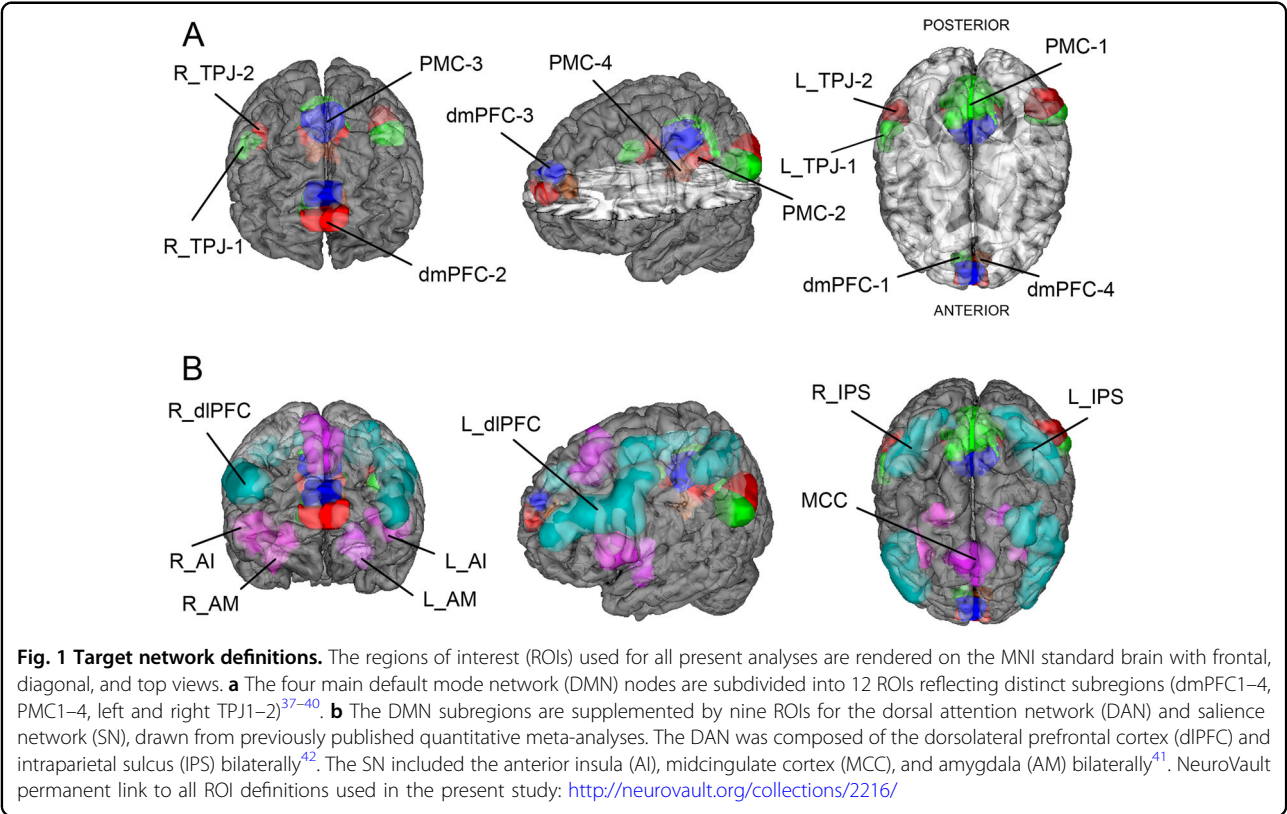 A
POSTERIOR
R_TPJ-2
PMC-3
PMC-4
PMC-1
L_TPJ-2
dmPFC-3
L_TPJ-1
PMC-2
R_TPJ-1
dmPFC-2
dmPFC-1
dmPFC-4
ANTERIOR
B
R_dlPFC
L_dlPFC
R_IPS
L_IPS
MCC
R_AI
L_AI
R_AM
L_AM
Fig. 1 Target network definitions. The regions of interest (ROIs) used for all present analyses are rendered on the MNI standard brain with frontal,
diagonal, and top views. a The four main default mode network (DMN) nodes are subdivided into 12 ROIs reflecting distinct subregions (dmPFC1–4,
PMC1–4, left and right TPJ1–2)37–40. b The DMN subregions are supplemented by nine ROIs for the dorsal attention network (DAN) and salience
network (SN), drawn from previously published quantitative meta-analyses. The DAN was composed of the dorsolateral prefrontal cortex (dlPFC) and
intraparietal sulcus (IPS) bilaterally42. The SN included the anterior insula (AI), midcingulate cortex (MCC), and amygdala (AM) bilaterally41. NeuroVault
permanent link to all ROI definitions used in the present study: http://neurovault.org/collections/2216/